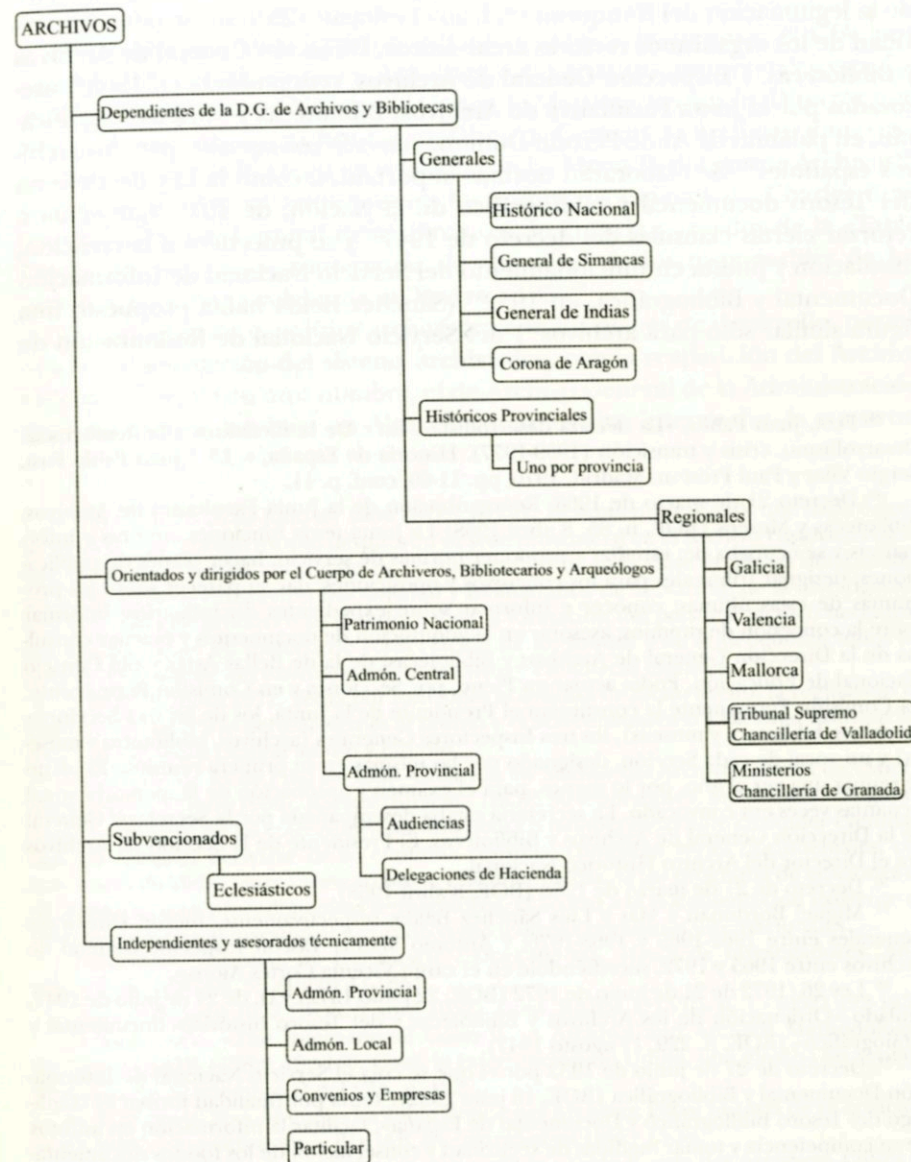 ARCHIVOS
Dependientes de la D.G. de Archivos y Bibliotecas
Generales
Histórico Nacional
General de Simancas
General de Indias
Corona de Aragón
Históricos Provinciales
Uno por provincia
Regionales
Galicia
Valencia
Mallorca
Tribunal Supremo
Chancillería de Valladolid
Ministerios
Chancillería de Granada
Orientados y dirigidos por el Cuerpo de Archiveros, Bibliotecarios y Arqueólogos
Patrimonio Nacional
Admón. Central
Admón. Provincial
Audiencias
Delegaciones de Hacienda
Subvencionados
Eclesiásticos
Independientes y asesorados técnicamente
Admón. Provincial
Admón. Local
Convenios y Empresas
Particular